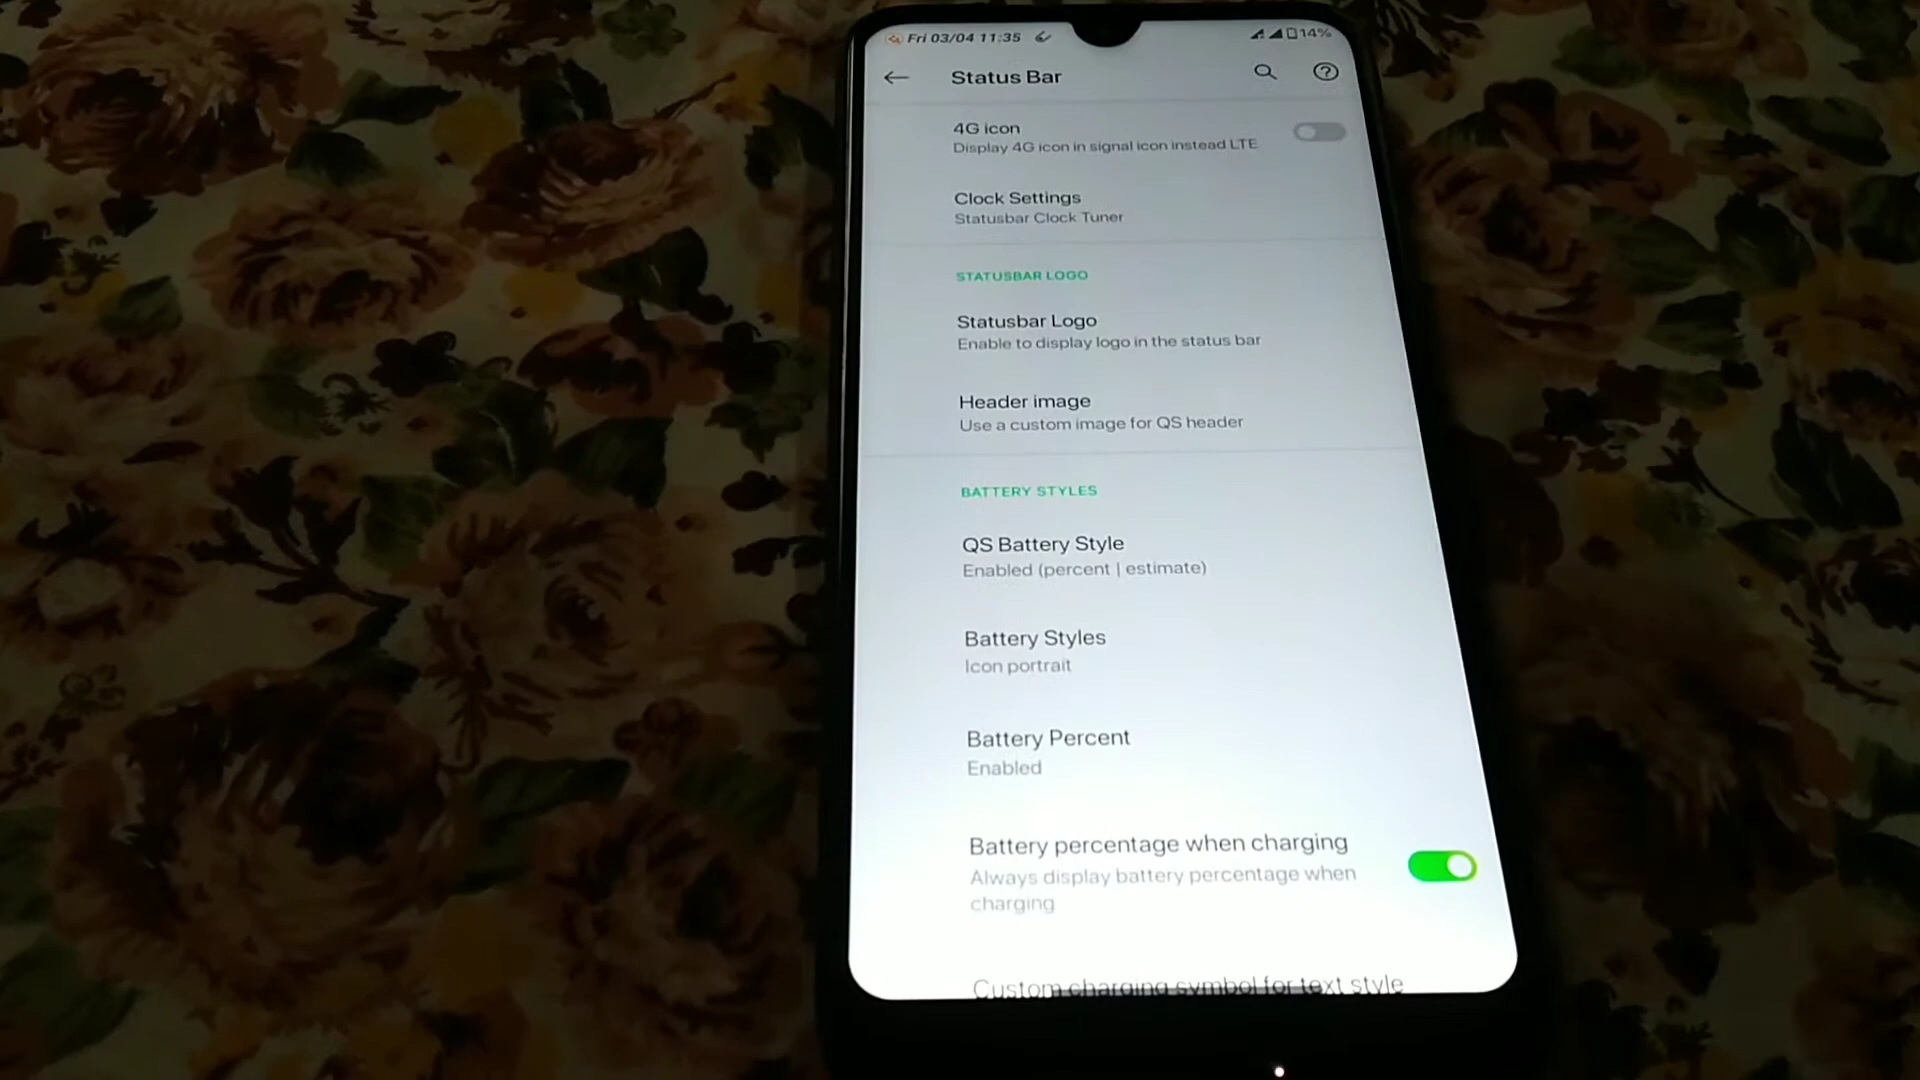 Fri 03/04 11:35
14%
Status Bar
4G icon
Display 4G icon in signal icon instead LTE
Clock Settings
Statusbar Clock Tuner
STATUSBAR LOGO
Statusbar Logo
Enable to display logo in the status bar
Header image
Use a custom image for QS header
BATTERY STYLES
QS Battery Style
Enabled (percent | estimate)
Battery Styles
Icon portrait
Battery Percent
Enabled
Battery percentage when charging
Always display battery percentage when
charging
Custom charging symbol for text style